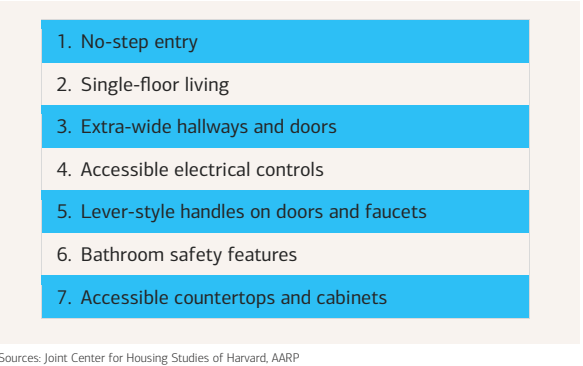 1. No-step entry
2. Single-floor living
3. Extra-wide hallways and doors
4. Accessible electrical controls
5. Lever-style handles on doors and faucets
6. Bathroom safety features
7. Accessible countertops and cabinets
Sources: Joint Center for Housing Studies of Harvard, AARP